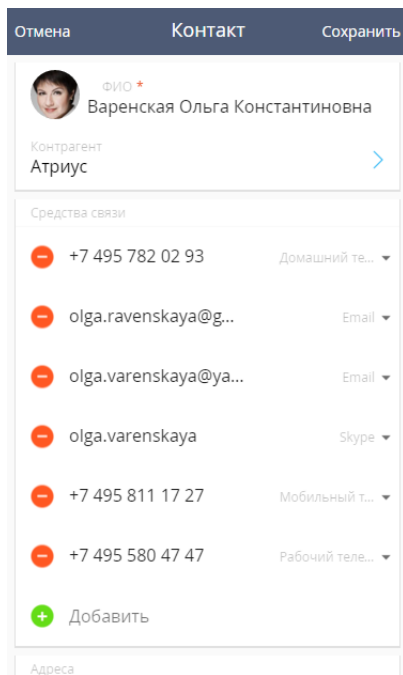 Отмена Контакт Сохранить
ФИО *
Варенская Ольга Константиновна
Контрагент
Атриус
Средства связи
+7 495 782 02 93 Домашний те...
olga.ravenskaya@g... Email
olga.varenskaya@ya... Email
olga.varenskaya Skype
+7 495 811 17 27 Мобильный т...
+7 495 580 47 47 Рабочий теле...
Добавить
Адреса